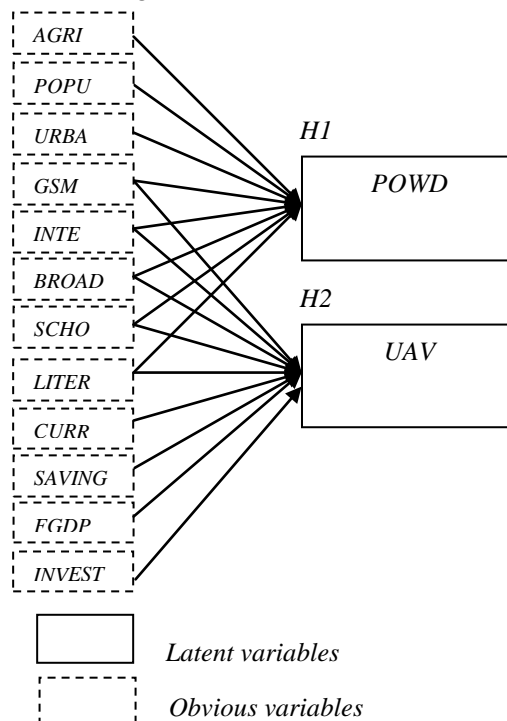 AGRI
POPU
URBA
GSM
INTE
BROAD
SCHO
LITER
CURR
SAVING
FGDP
INVEST
H1
POWD
H2
UAV
Latent variables
Obvious variables